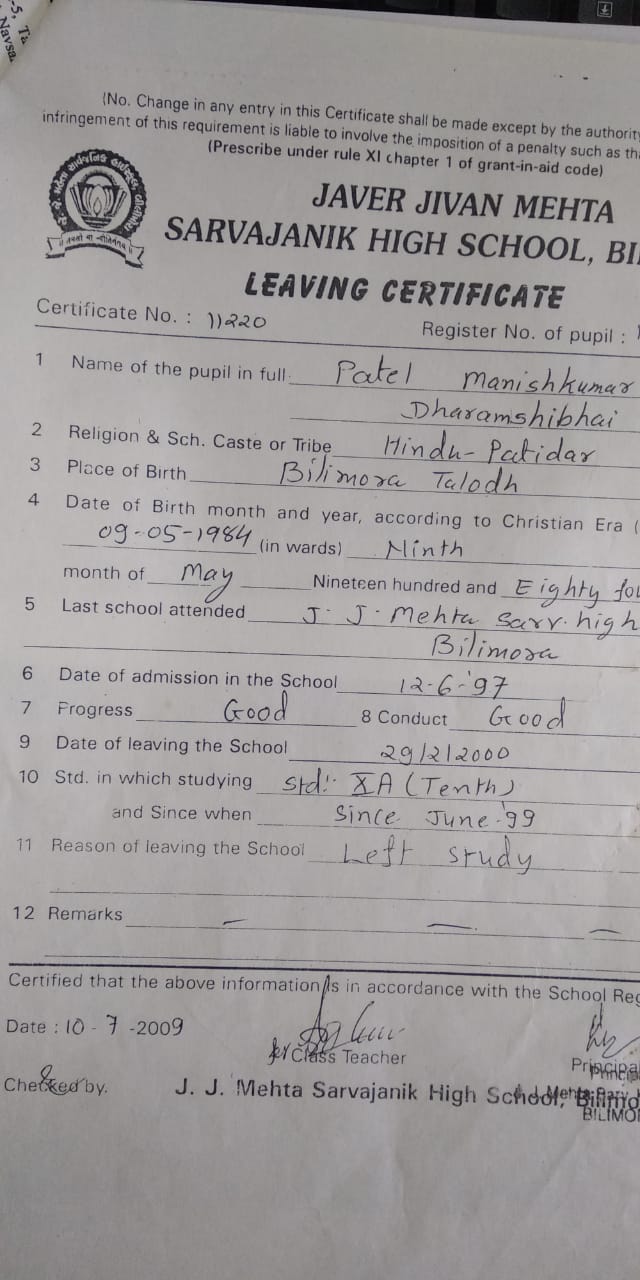 -5, Ta
Navsa
(No. Change in any entry in this Certificate shall be made except by the authority
infringement of this requirement is liable to involve the imposition of a penalty such as tha
(Prescribe under rule XI chapter 1 of grant-in-aid code)
JAVER JIVAN MEHTA
SARVAJANIK HIGH SCHOOL, BI
LEAVING CERTIFICATE
Certificate No. : 11220
Register No. of pupil :
1 Name of the pupil in full Patel Manishkumar
Dharamshibhai
2 Religion & Sch. Caste or Tribe Hindu-Patidar
3 Place of Birth Bilimora Talodh
4 Date of Birth month and year, according to Christian Era (
09-05-1984 (in wards) Ninth
month of May Nineteen hundred and Eighty fou
5 Last school attended J. J. Mehta Sarv. high
Bilimora
6 Date of admission in the School 12-6-'97
7 Progress Good 8 Conduct Good
9 Date of leaving the School 29/2/2000
10 Std. in which studying Std:- XA (Tenth)
and Since when Since June-'99
11 Reason of leaving the School Left study
12 Remarks — — —
Certified that the above information is in accordance with the School Reg
Date : 10 - 7 -2009
for Class Teacher
Principal
Checked by.
J. J. Mehta Sarvajanik High School, Bilimo
BILIMO